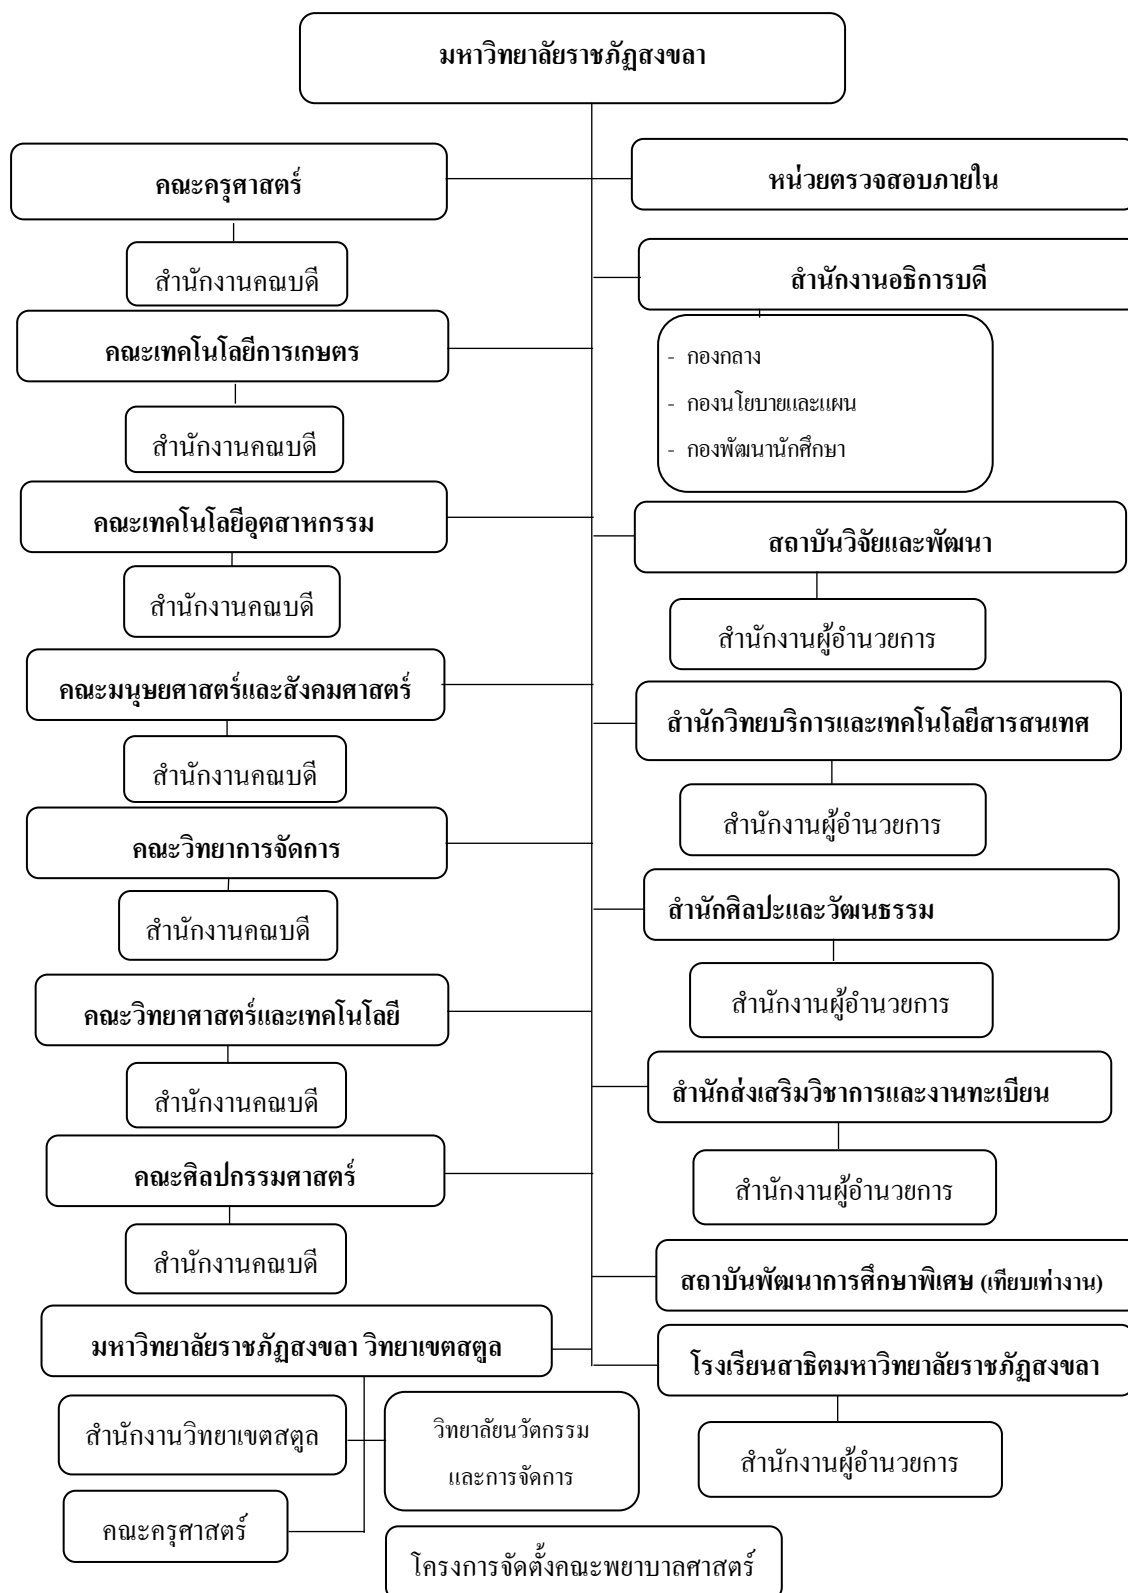 มหาวิทยาลัยราชภัฏสงขลา
คณะครุศาสตร์
หน่วยตรวจสอบภายใน
สำนักงานคณบดี
สำนักงานอธิการบดี
คณะเทคโนโลยีการเกษตร
- กองกลาง
- กองนโยบายและแผน
- กองพัฒนานักศึกษา
สำนักงานคณบดี
คณะเทคโนโลยีอุตสาหกรรม
สถาบันวิจัยและพัฒนา
สำนักงานคณบดี
สำนักงานผู้อำนวยการ
คณะมนุษยศาสตร์และสังคมศาสตร์
สำนักวิทยบริการและเทคโนโลยีสารสนเทศ
สำนักงานคณบดี
สำนักงานผู้อำนวยการ
คณะวิทยาการจัดการ
สำนักศิลปะและวัฒนธรรม
สำนักงานคณบดี
สำนักงานผู้อำนวยการ
คณะวิทยาศาสตร์และเทคโนโลยี
สำนักส่งเสริมวิชาการและงานทะเบียน
สำนักงานคณบดี
คณะศิลปกรรมศาสตร์
สำนักงานผู้อำนวยการ
สำนักงานคณบดี
สถาบันพัฒนาการศึกษาพิเศษ (เทียบเท่างาน)
มหาวิทยาลัยราชภัฏสงขลา วิทยาเขตสตูล
โรงเรียนสาธิตมหาวิทยาลัยราชภัฏสงขลา
สำนักงานวิทยาเขตสตูล
วิทยาลัยนวัตกรรม
และการจัดการ
สำนักงานผู้อำนวยการ
คณะครุศาสตร์
โครงการจัดตั้งคณะพยาบาลศาสตร์